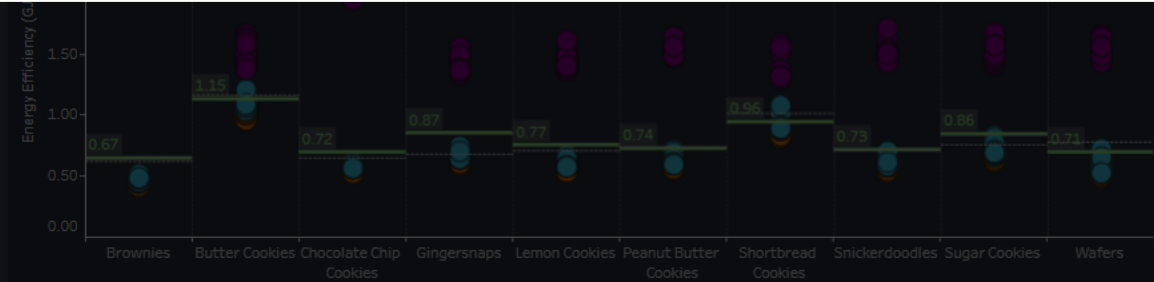 Energy Efficiency (GJ
1.50
1.00
0.50
0.00
0.67
1.15
0.72
0.87
0.77
0.74
0.96
0.73
0.86
0.71
Brownies
Butter Cookies
Chocolate Chip
Cookies
Gingersnaps
Lemon Cookies
Peanut Butter
Cookies
Shortbread
Cookies
Snickerdoodles
Sugar Cookies
Wafers